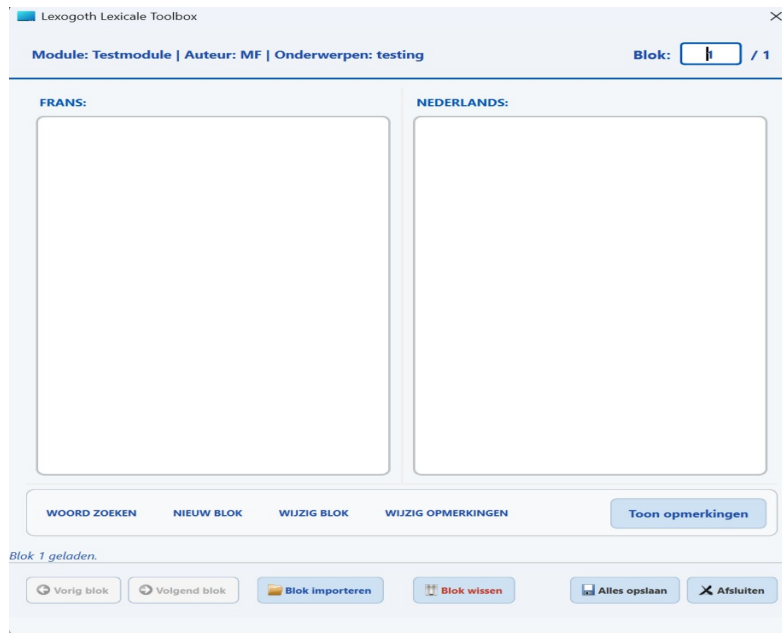 Lexogoth Lexicale Toolbox
Module: Testmodule | Auteur: MF | Onderwerpen: testing
Blok: 1 / 1
FRANS:
NEDERLANDS:
WOORD ZOEKEN NIEUW BLOK WIJZIG BLOK WIJZIG OPMERKINGEN Toon opmerkingen
Blok 1 geladen.
Vorig blok Volgend blok Blok importeren Blok wissen Alles opslaan Afsluiten